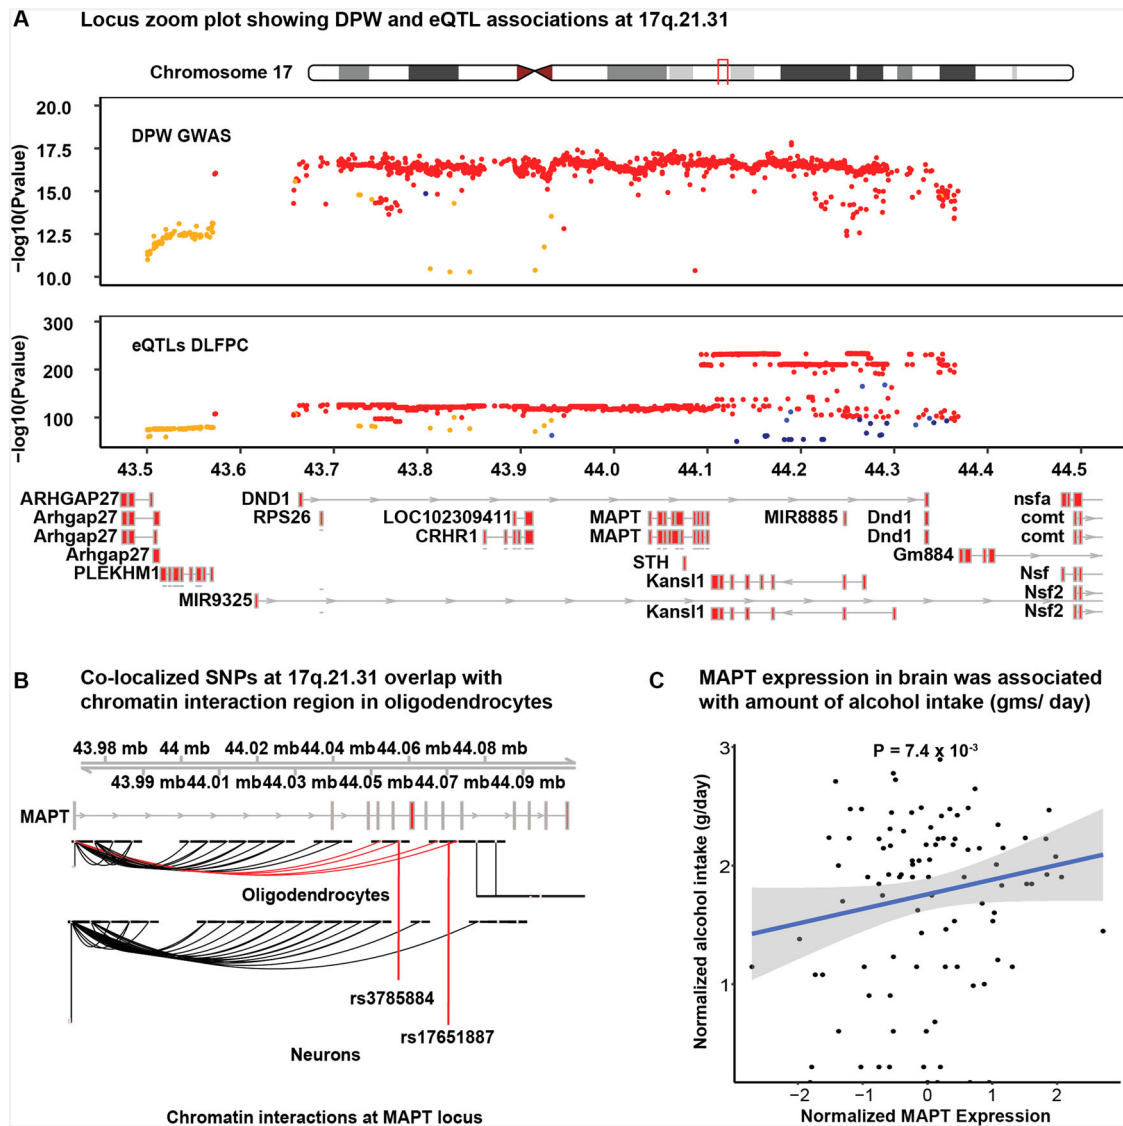 A Locus zoom plot showing DPW and eQTL associations at 17q.21.31
Chromosome 17
20.0
DPW GWAS
17.5
15.0
12.5
10.0
−log10(Pvalue)
300
eQTLs DLFPC
200
100
−log10(Pvalue)
43.5 43.6 43.7 43.8 43.9 44.0 44.1 44.2 44.3 44.4 44.5
ARHGAP27 DND1 nsfa
Arhgap27 RPS26 LOC102309411 MAPT MIR8885 Dnd1 comt
Arhgap27 CRHR1 MAPT Dnd1 comt
Arhgap27 STH Gm884
PLEKHM1 Kansl1 Nsf
MIR9325 Nsf2
Kansl1 Nsf2
B Co-localized SNPs at 17q.21.31 overlap with
chromatin interaction region in oligodendrocytes
43.98 mb 44 mb 44.02 mb 44.04 mb 44.06 mb 44.08 mb
43.99 mb 44.01 mb 44.03 mb 44.05 mb 44.07 mb 44.09 mb
MAPT
Oligodendrocytes
rs3785884
rs17651887
Neurons
Chromatin interactions at MAPT locus
C MAPT expression in brain was associated
with amount of alcohol intake (gms/ day)
P = 7.4 x 10-3
3
2
1
Normalized alcohol intake (g/day)
−2 −1 0 1 2
Normalized MAPT Expression